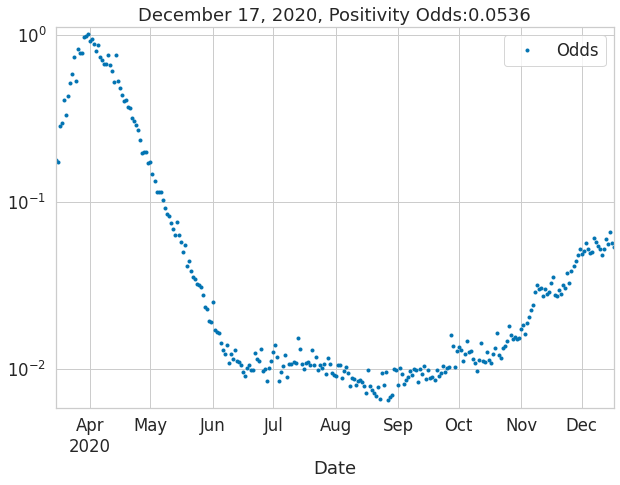 December 17, 2020, Positivity Odds:0.0536
Odds
10⁰
10⁻¹
10⁻²
Apr May Jun Jul Aug Sep Oct Nov Dec
2020
Date